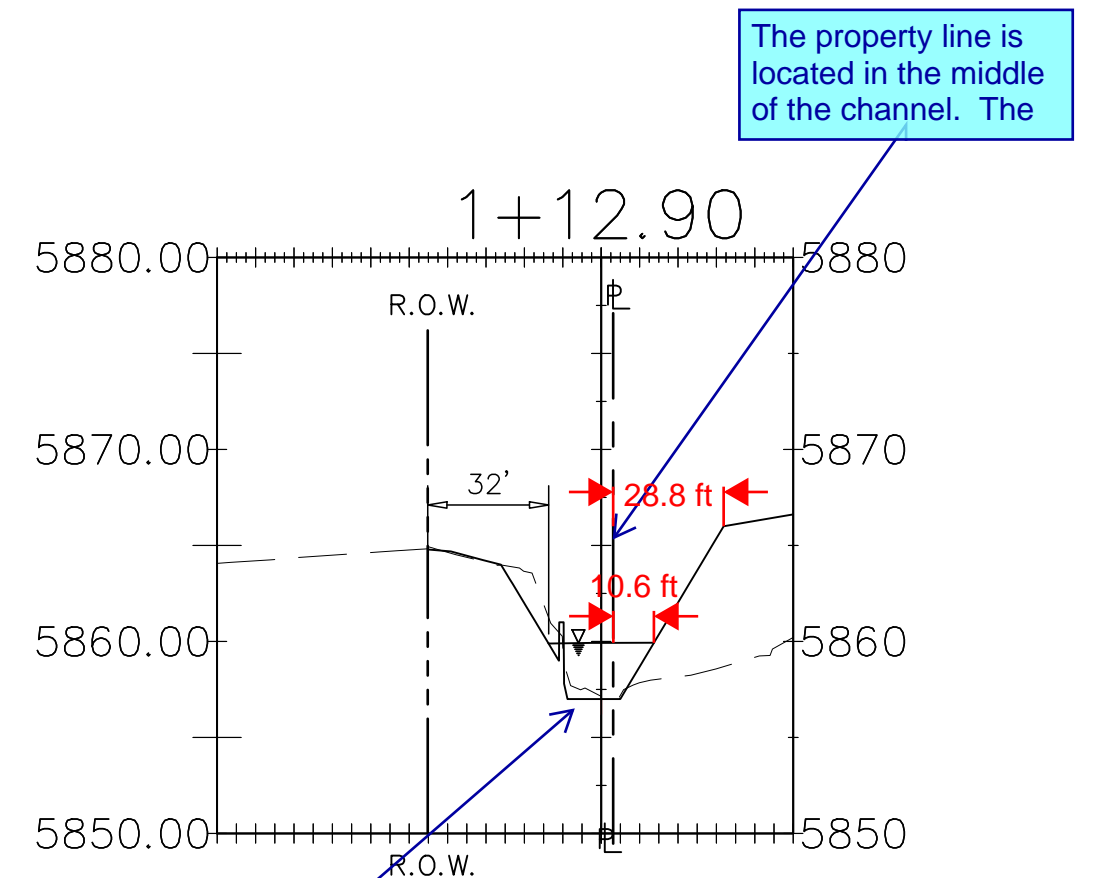 The property line is
located in the middle
of the channel. The
1+12.90
5880.00
5880
R.O.W.
PL
5870.00
5870
32'
28.8 ft
10.6 ft
5860.00
5860
5850.00
5850
PL
R.O.W.